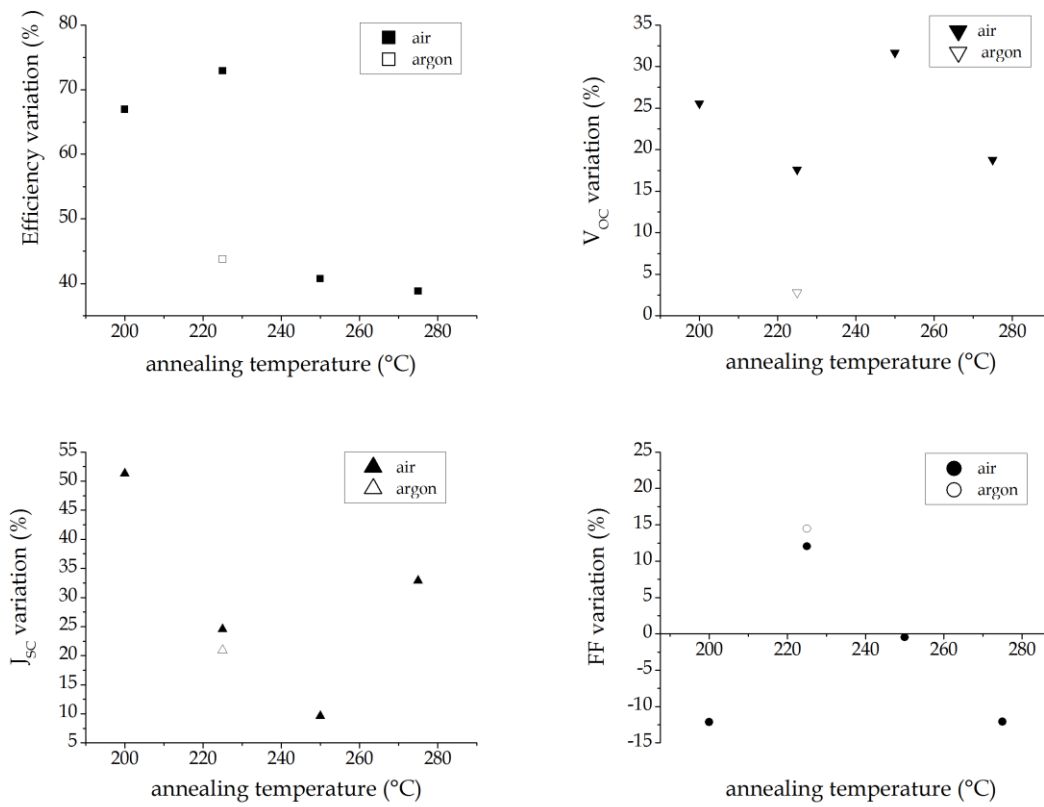 80
70
60
50
40
Efficiency variation (%)
air
argon
200 220 240 260 280
annealing temperature (°C)
35
30
25
20
15
10
5
0
V_OC variation (%)
air
argon
200 220 240 260 280
annealing temperature (°C)
55
50
45
40
35
30
25
20
15
10
5
J_SC variation (%)
air
argon
200 220 240 260 280
annealing temperature (°C)
25
20
15
10
5
0
-5
-10
-15
FF variation (%)
air
argon
200 220 240 260 280
annealing temperature (°C)